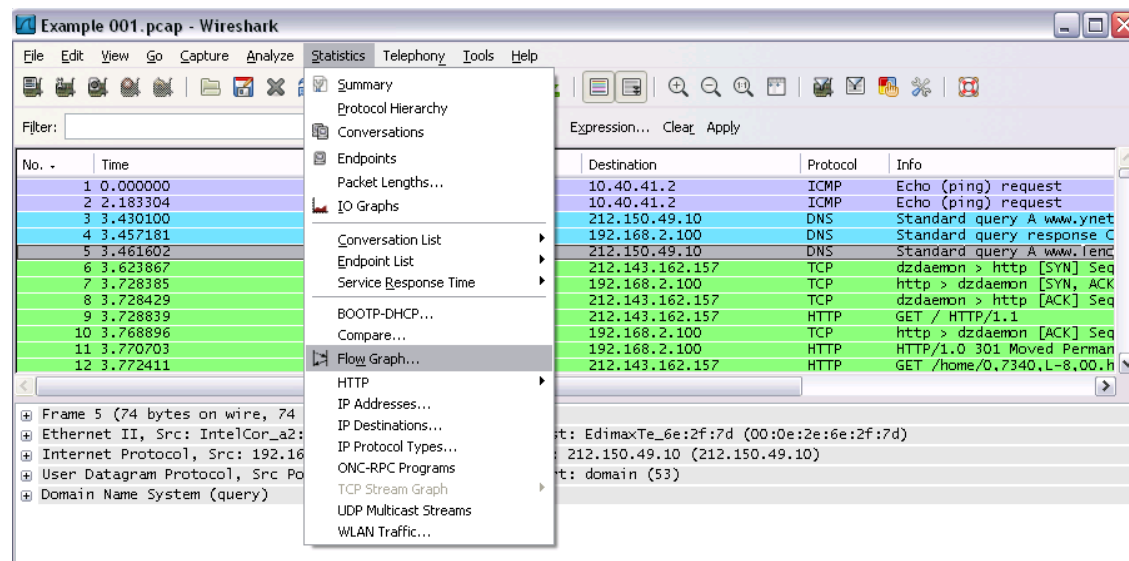 Example 001.pcap - Wireshark
File Edit View Go Capture Analyze Statistics Telephony Tools Help
Filter: Expression... Clear Apply
Summary
Protocol Hierarchy
Conversations
Endpoints
Packet Lengths...
IO Graphs
Conversation List
Endpoint List
Service Response Time
BOOTP-DHCP...
Compare...
Flow Graph...
HTTP
IP Addresses...
IP Destinations...
IP Protocol Types...
ONC-RPC Programs
TCP Stream Graph
UDP Multicast Streams
WLAN Traffic...
No. Time Destination Protocol Info
1 0.000000 10.40.41.2 ICMP Echo (ping) request
2 2.183304 10.40.41.2 ICMP Echo (ping) request
3 3.430100 212.150.49.10 DNS Standard query A www.ynet
4 3.457181 192.168.2.100 DNS Standard query response C
5 3.461602 212.150.49.10 DNS Standard query A
6 3.623867 212.143.162.157 TCP dzdaemon > http [SYN] Seq
7 3.728385 192.168.2.100 TCP http > dzdaemon [SYN, ACK
8 3.728429 212.143.162.157 TCP dzdaemon > http [ACK] Seq
9 3.728839 212.143.162.157 HTTP GET / HTTP/1.1
10 3.768896 192.168.2.100 TCP http > dzdaemon [ACK] Seq
11 3.770703 192.168.2.100 HTTP HTTP/1.0 301 Moved Perman
12 3.772411 212.143.162.157 HTTP GET /home/0,7340,L-8,00.h
Frame 5 (74 bytes on wire, 74
Ethernet II, Src: IntelCor_a2: st: EdimaxTe_6e:2f:7d (00:0e:2e:6e:2f:7d)
Internet Protocol, Src: 192.16 : 212.150.49.10 (212.150.49.10)
User Datagram Protocol, Src Po rt: domain (53)
Domain Name System (query)